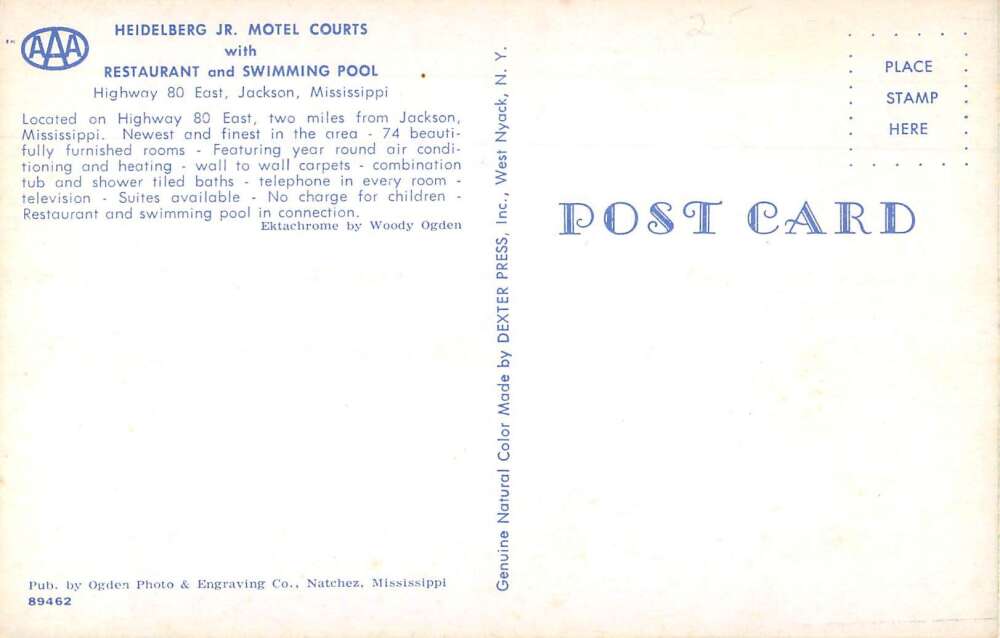 AAA
HEIDELBERG JR. MOTEL COURTS
with
RESTAURANT and SWIMMING POOL
Highway 80 East, Jackson, Mississippi
Located on Highway 80 East, two miles from Jackson,
Mississippi. Newest and finest in the area - 74 beauti-
fully furnished rooms - Featuring year round air condi-
tioning and heating - wall to wall carpets - combination
tub and shower tiled baths - telephone in every room -
television - Suites available - No charge for children -
Restaurant and swimming pool in connection.
Ektachrome by Woody Ogden
Pub. by Ogden Photo & Engraving Co., Natchez, Mississippi
89462
Genuine Natural Color Made by DEXTER PRESS, Inc., West Nyack, N. Y.
PLACE
STAMP
HERE
POST CARD